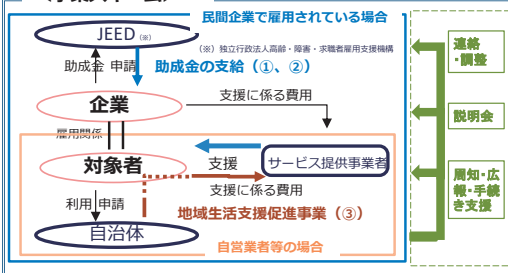 民間企業で雇用されている場合
JEED(※)
(※)独立行政法人高齢・障害・求職者雇用支援機構
助成金 申請
助成金の支給（①、②）
企業
支援に係る費用
雇用関係
対象者
支援
サービス提供事業者
支援に係る費用
利用 申請
地域生活支援促進事業（③）
自治体
自営業者等の場合
連絡
・調整
説明会
周知・広
報・手続
き支援